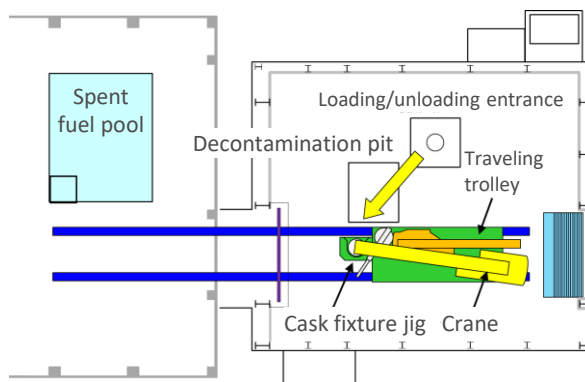 Spent
fuel pool
Loading/unloading entrance
Decontamination pit
Traveling
trolley
Cask fixture jig
Crane